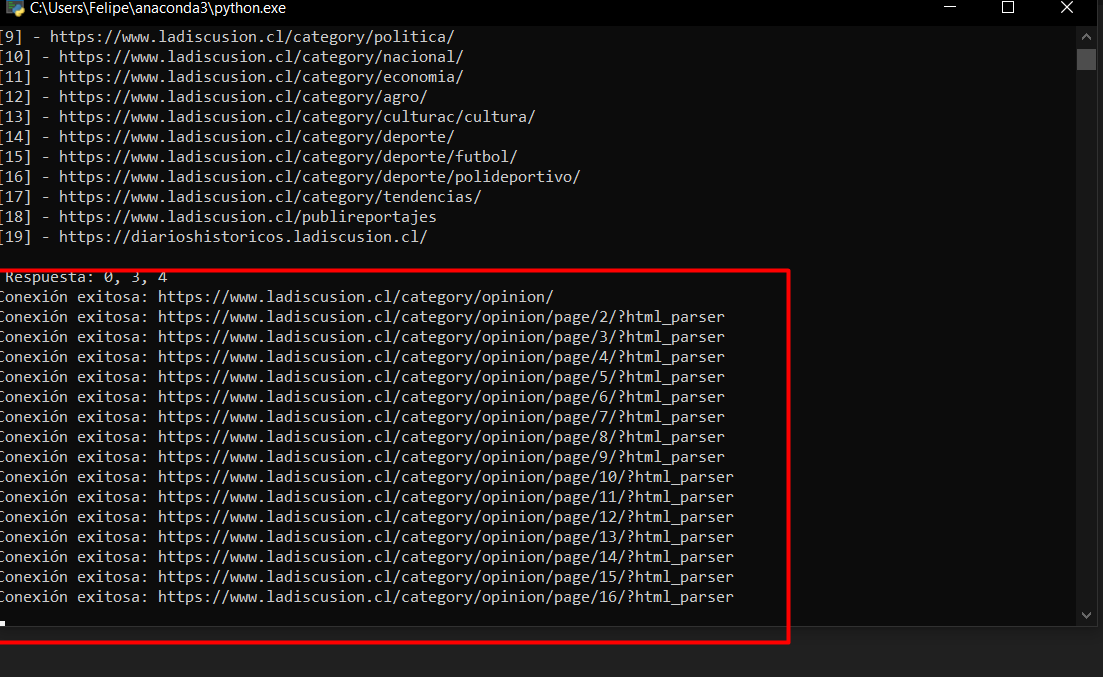 C:\Users\Felipe\anaconda3\python.exe
[9] - https://www.ladiscusion.cl/category/politica/
[10] - https://www.ladiscusion.cl/category/nacional/
[11] - https://www.ladiscusion.cl/category/economia/
[12] - https://www.ladiscusion.cl/category/agro/
[13] - https://www.ladiscusion.cl/category/culturac/cultura/
[14] - https://www.ladiscusion.cl/category/deporte/
[15] - https://www.ladiscusion.cl/category/deporte/futbol/
[16] - https://www.ladiscusion.cl/category/deporte/polideportivo/
[17] - https://www.ladiscusion.cl/category/tendencias/
[18] - https://www.ladiscusion.cl/publireportajes
[19] - https://diarioshistoricos.ladiscusion.cl/
Respuesta: 0, 3, 4
Conexión exitosa: https://www.ladiscusion.cl/category/opinion/
Conexión exitosa: https://www.ladiscusion.cl/category/opinion/page/2/?html_parser
Conexión exitosa: https://www.ladiscusion.cl/category/opinion/page/3/?html_parser
Conexión exitosa: https://www.ladiscusion.cl/category/opinion/page/4/?html_parser
Conexión exitosa: https://www.ladiscusion.cl/category/opinion/page/5/?html_parser
Conexión exitosa: https://www.ladiscusion.cl/category/opinion/page/6/?html_parser
Conexión exitosa: https://www.ladiscusion.cl/category/opinion/page/7/?html_parser
Conexión exitosa: https://www.ladiscusion.cl/category/opinion/page/8/?html_parser
Conexión exitosa: https://www.ladiscusion.cl/category/opinion/page/9/?html_parser
Conexión exitosa: https://www.ladiscusion.cl/category/opinion/page/10/?html_parser
Conexión exitosa: https://www.ladiscusion.cl/category/opinion/page/11/?html_parser
Conexión exitosa: https://www.ladiscusion.cl/category/opinion/page/12/?html_parser
Conexión exitosa: https://www.ladiscusion.cl/category/opinion/page/13/?html_parser
Conexión exitosa: https://www.ladiscusion.cl/category/opinion/page/14/?html_parser
Conexión exitosa: https://www.ladiscusion.cl/category/opinion/page/15/?html_parser
Conexión exitosa: https://www.ladiscusion.cl/category/opinion/page/16/?html_parser